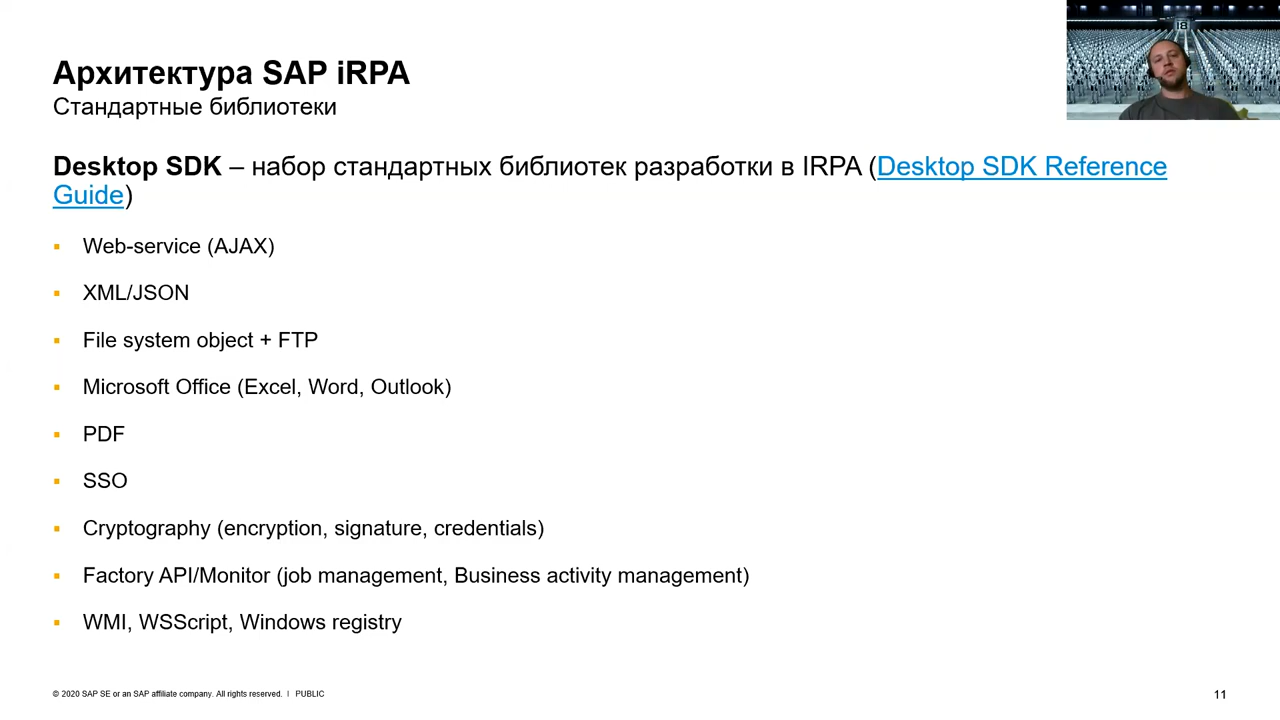 Архитектура SAP iRPA
Стандартные библиотеки
Desktop SDK – набор стандартных библиотек разработки в IRPA (Desktop SDK Reference
Guide)
Web-service (AJAX)
XML/JSON
File system object + FTP
Microsoft Office (Excel, Word, Outlook)
PDF
SSO
Cryptography (encryption, signature, credentials)
Factory API/Monitor (job management, Business activity management)
WMI, WSScript, Windows registry
© 2020 SAP SE or an SAP affiliate company. All rights reserved. I PUBLIC
11